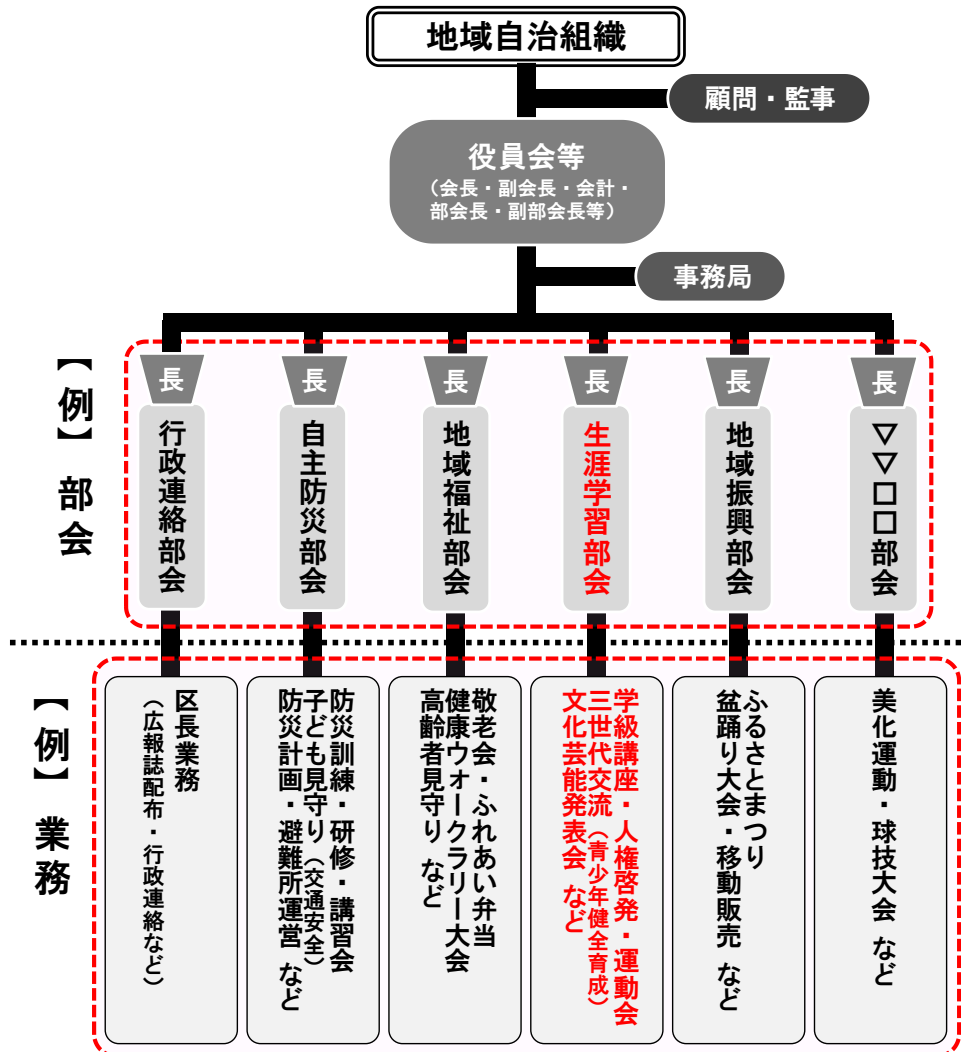 地域自治組織
顧問・監事
役員会等
（会長・副会長・会計・
部会長・副部会長等）
事務局
【例】部会
長
行政連絡部会
長
自主防災部会
長
地域福祉部会
長
生涯学習部会
長
地域振興部会
長
▽▽□□部会
【例】業務
区長業務
（広報誌配布・行政連絡など）
防災訓練・研修・講習会
子ども見守り（交通安全）
防災計画・避難所運営 など
敬老会・ふれあい弁当
健康ウォークラリー大会
高齢者見守り など
学級講座・人権啓発・運動会
三世代交流（青少年健全育成）
文化芸能発表会 など
ふるさとまつり
盆踊り大会・移動販売 など
美化運動・球技大会 など